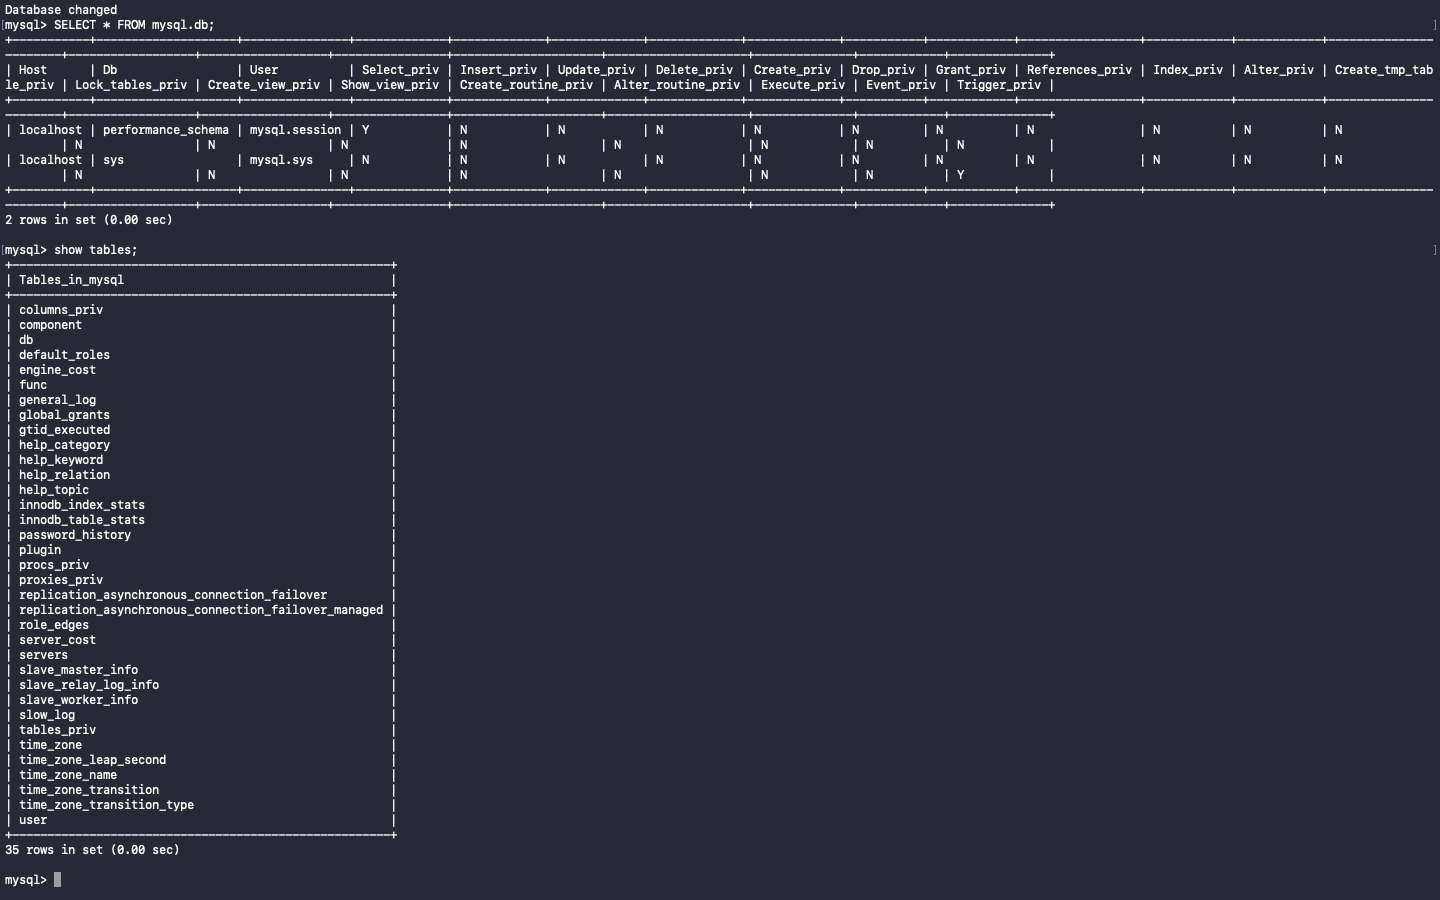 Database changed
[mysql> SELECT * FROM mysql.db; ]
+-----------+--------------------+---------------+-------------+-------------+-------------+-------------+-------------+-----------+------------+-----------------+------------+------------+---------------
--------+------------------+------------------+----------------+---------------------+--------------------+--------------+------------+--------------+
| Host      | Db                 | User          | Select_priv | Insert_priv | Update_priv | Delete_priv | Create_priv | Drop_priv | Grant_priv | References_priv | Index_priv | Alter_priv | Create_tmp_tab
le_priv | Lock_tables_priv | Create_view_priv | Show_view_priv | Create_routine_priv | Alter_routine_priv | Execute_priv | Event_priv | Trigger_priv |
+-----------+--------------------+---------------+-------------+-------------+-------------+-------------+-------------+-----------+------------+-----------------+------------+------------+---------------
--------+------------------+------------------+----------------+---------------------+--------------------+--------------+------------+--------------+
| localhost | performance_schema | mysql.session | Y           | N           | N           | N           | N           | N         | N          | N               | N          | N          | N
        | N                | N                | N              | N                   | N                  | N            | N          | N            |
| localhost | sys                | mysql.sys     | N           | N           | N           | N           | N           | N         | N          | N               | N          | N          | N
        | N                | N                | N              | N                   | N                  | N            | N          | Y            |
+-----------+--------------------+---------------+-------------+-------------+-------------+-------------+-------------+-----------+------------+-----------------+------------+------------+---------------
--------+------------------+------------------+----------------+---------------------+--------------------+--------------+------------+--------------+
2 rows in set (0.00 sec)
[mysql> show tables; ]
+------------------------------------------------------+
| Tables_in_mysql                                      |
+------------------------------------------------------+
| columns_priv                                         |
| component                                            |
| db                                                   |
| default_roles                                        |
| engine_cost                                          |
| func                                                 |
| general_log                                          |
| global_grants                                        |
| gtid_executed                                        |
| help_category                                        |
| help_keyword                                         |
| help_relation                                        |
| help_topic                                           |
| innodb_index_stats                                   |
| innodb_table_stats                                   |
| password_history                                     |
| plugin                                               |
| procs_priv                                           |
| proxies_priv                                         |
| replication_asynchronous_connection_failover         |
| replication_asynchronous_connection_failover_managed |
| role_edges                                           |
| server_cost                                          |
| servers                                              |
| slave_master_info                                    |
| slave_relay_log_info                                 |
| slave_worker_info                                    |
| slow_log                                             |
| tables_priv                                          |
| time_zone                                            |
| time_zone_leap_second                                |
| time_zone_name                                       |
| time_zone_transition                                 |
| time_zone_transition_type                            |
| user                                                 |
+------------------------------------------------------+
35 rows in set (0.00 sec)
mysql>